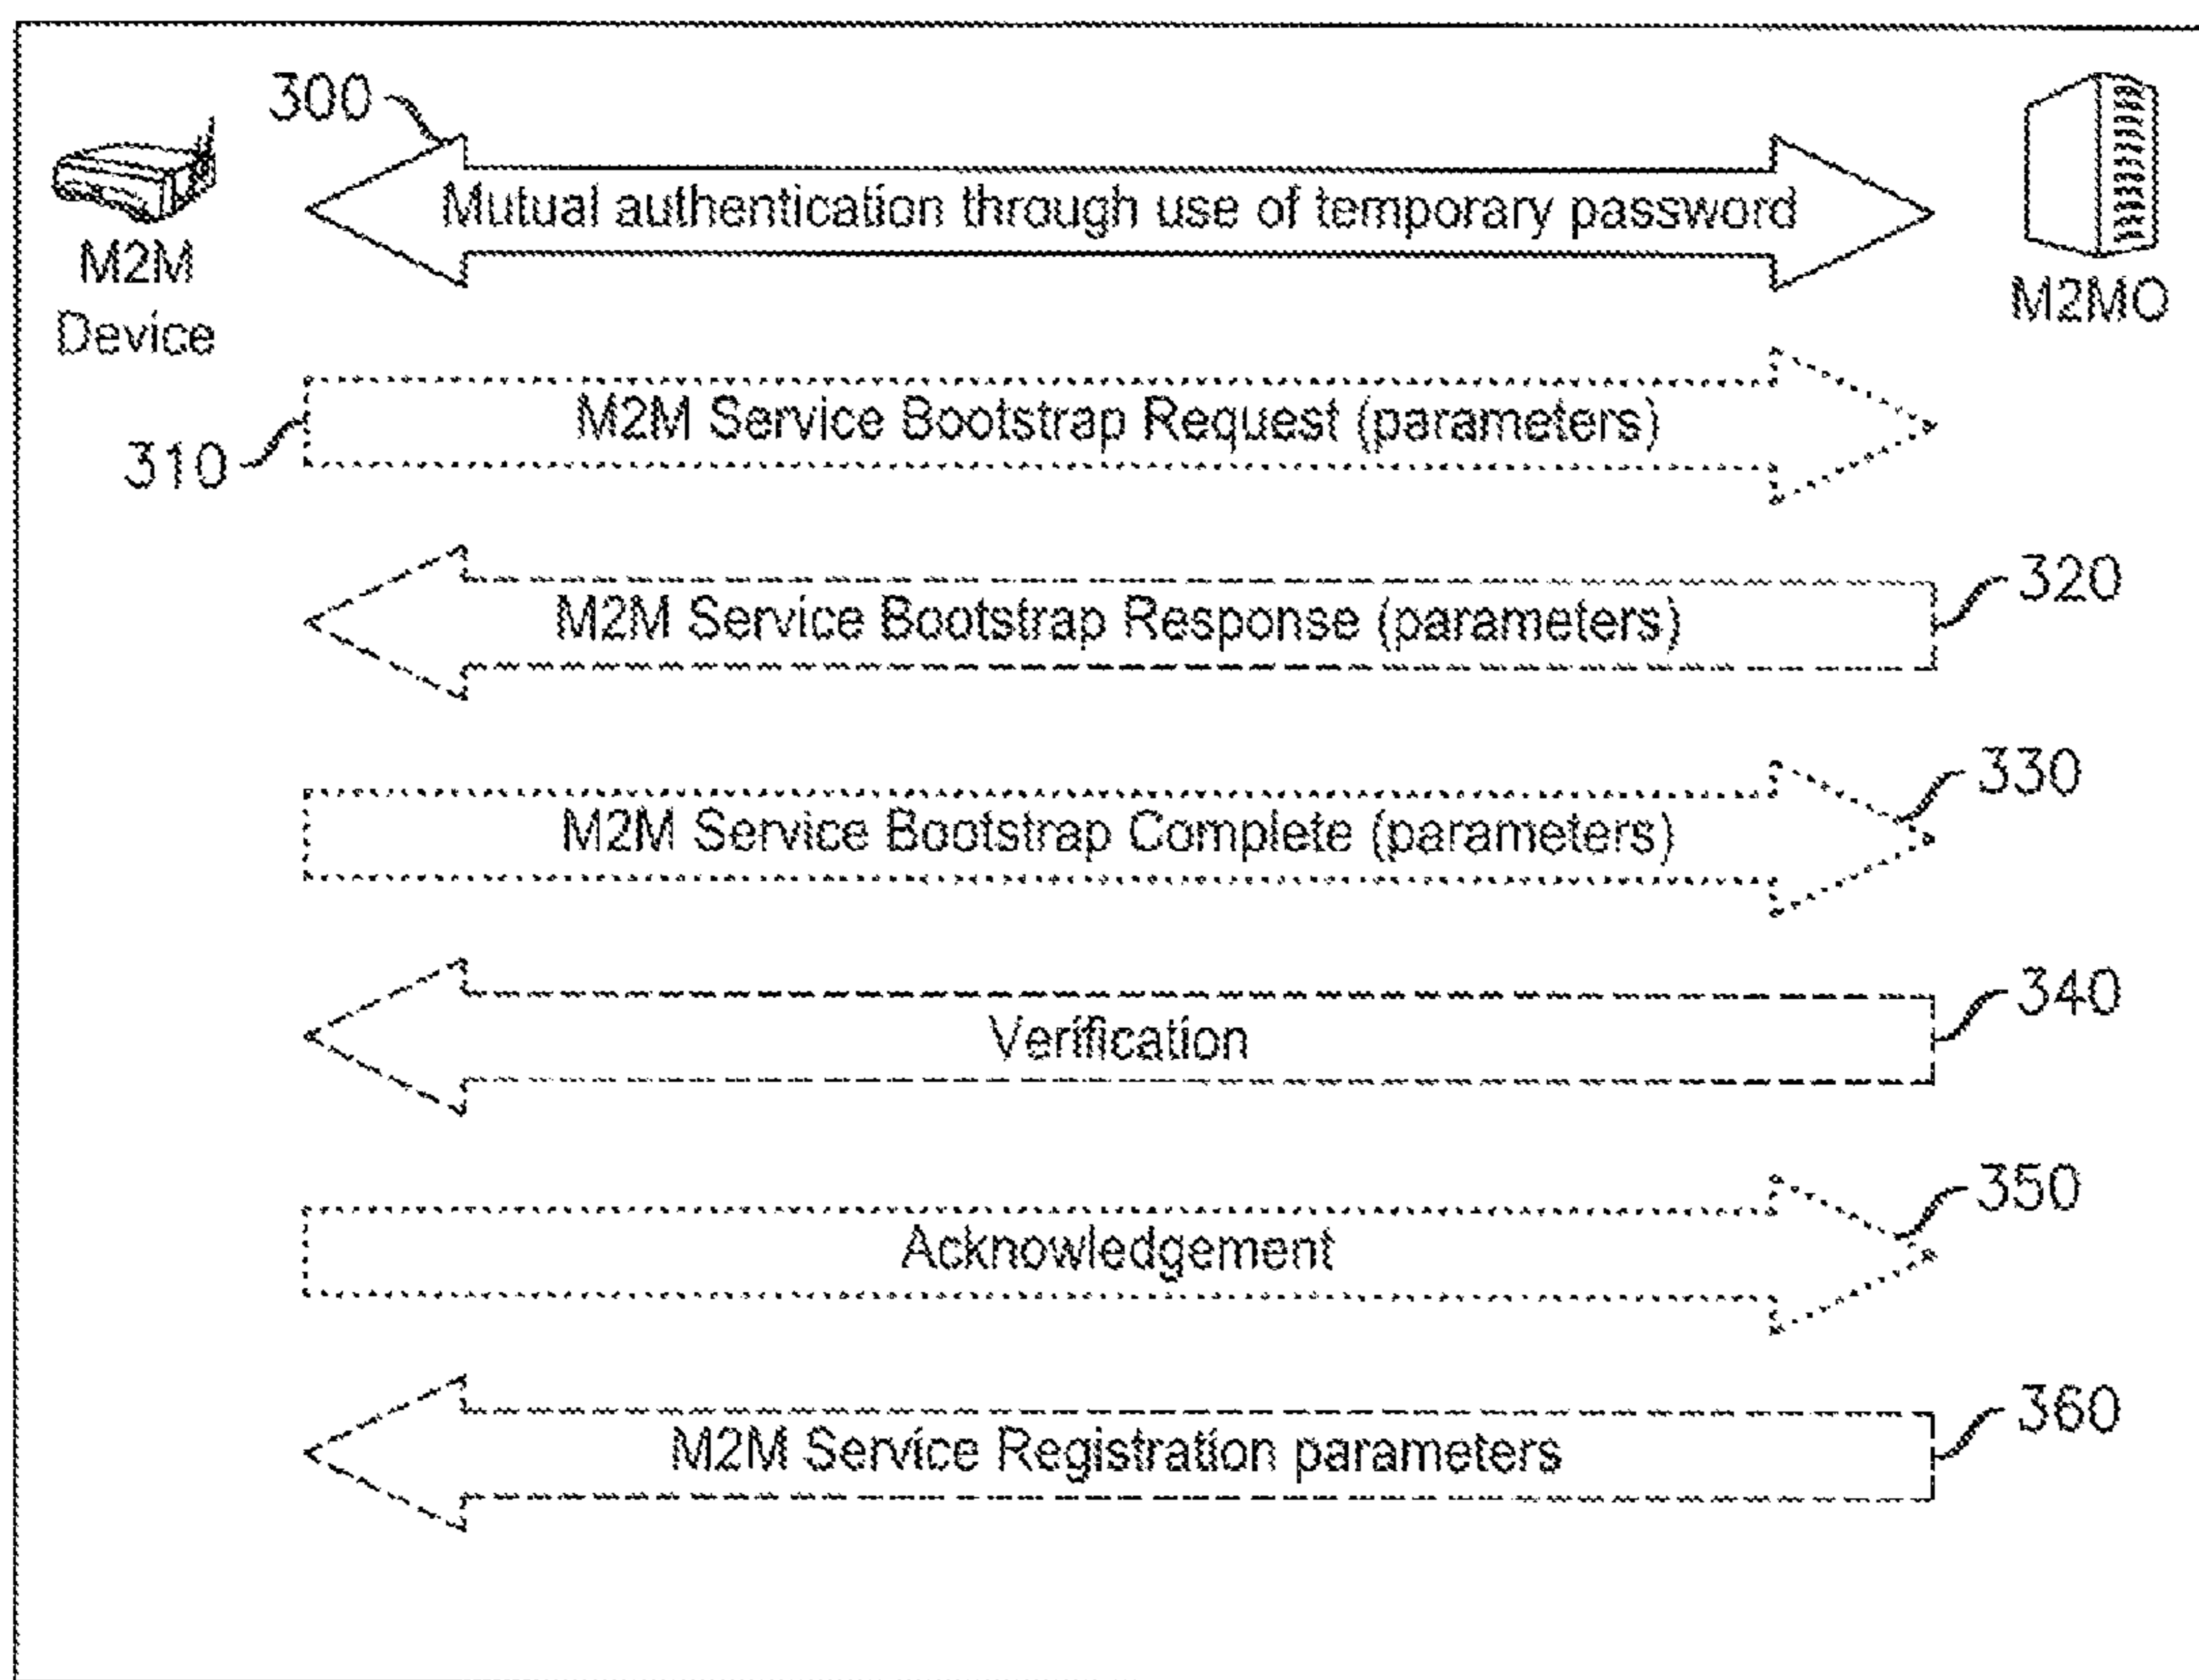 300
Mutual authentication through use of temporary password
M2M
Device
M2MO
M2M Service Bootstrap Request (parameters)
310
M2M Service Bootstrap Response (parameters)
320
M2M Service Bootstrap Complete (parameters)
330
Verification
340
Acknowledgement
350
M2M Service Registration parameters
360